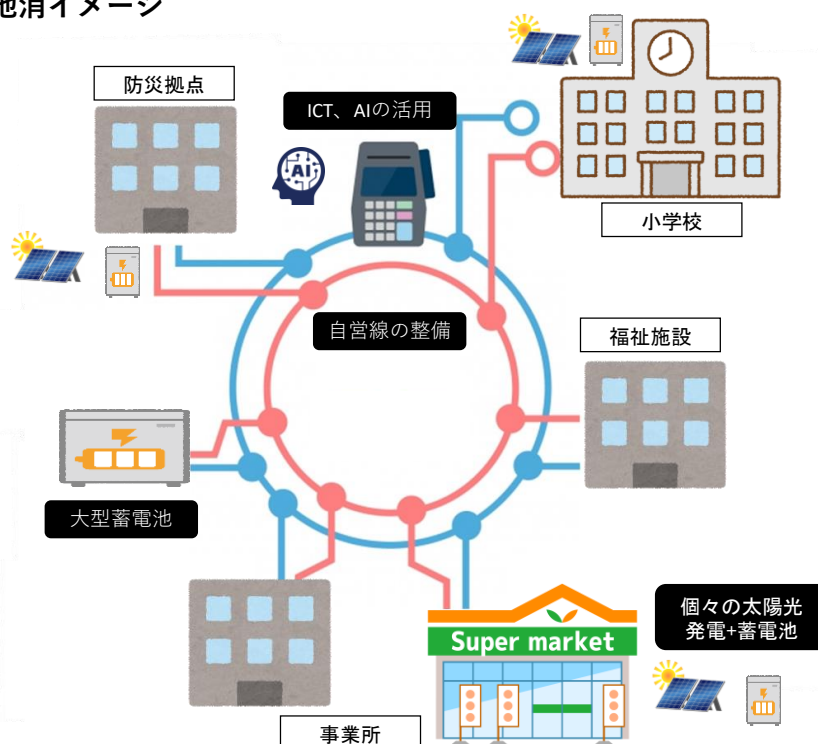 地消イメージ
防災拠点
ICT、AIの活用
Ai
小学校
自営線の整備
福祉施設
大型蓄電池
個々の太陽光
発電+蓄電池
Super market
事業所